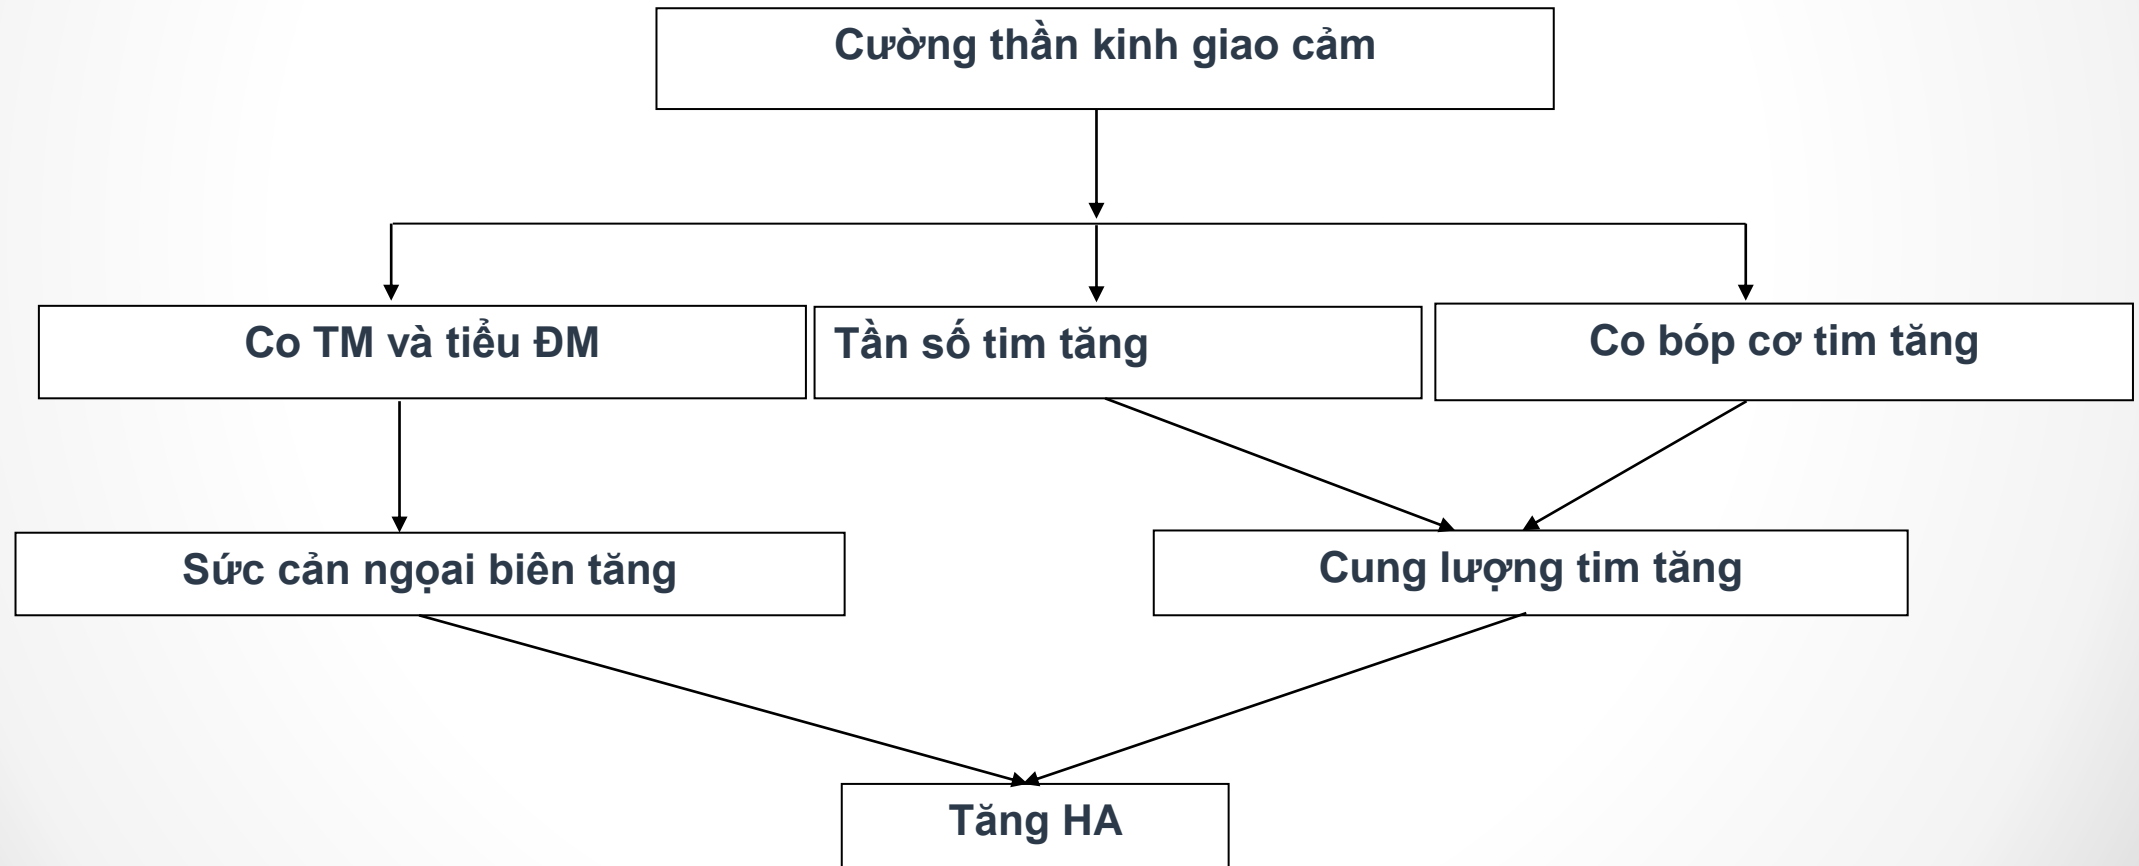 Cường thần kinh giao cảm
Co TM và tiểu ĐM
Tần số tim tăng
Co bóp cơ tim tăng
Sức cản ngọai biên tăng
Cung lượng tim tăng
Tăng HA